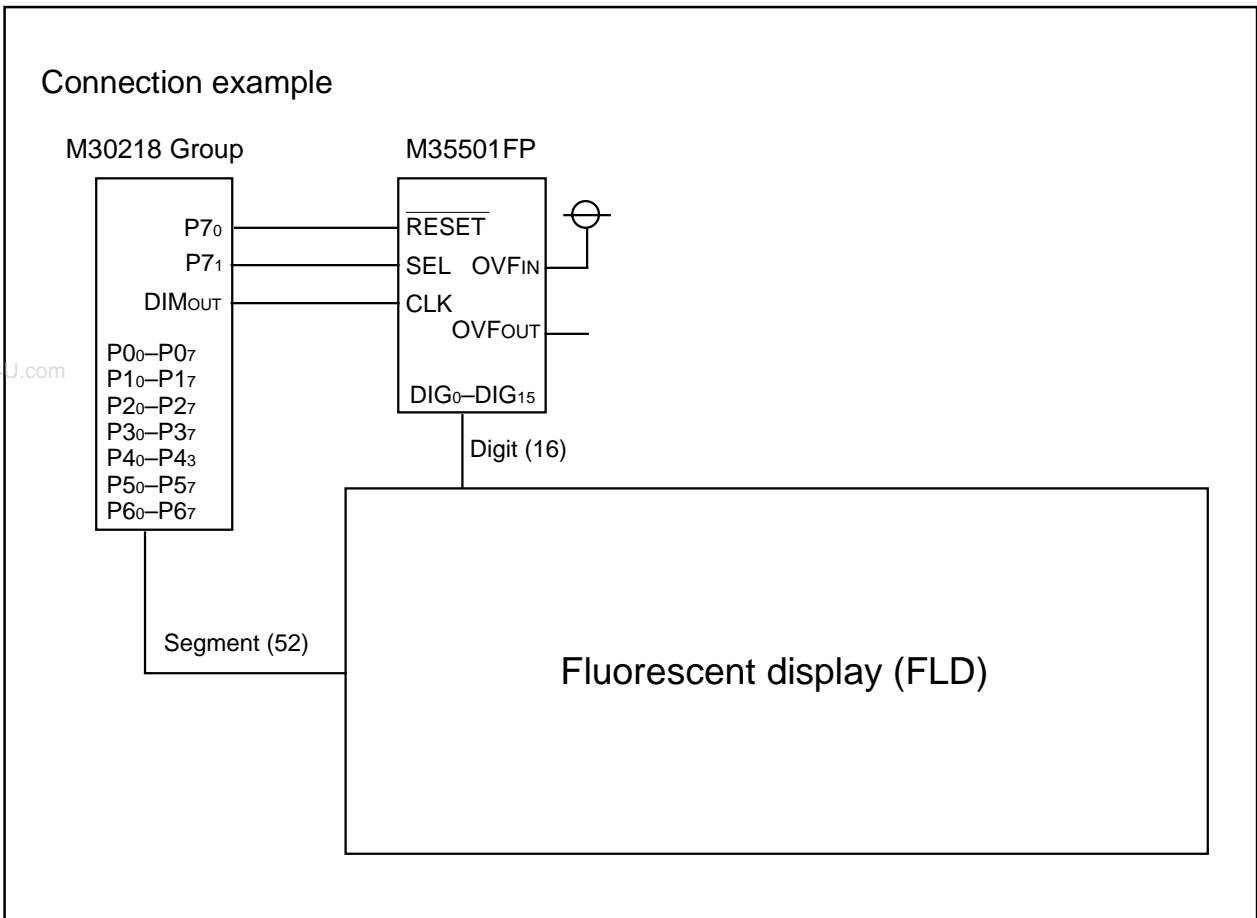 Connection example
M30218 Group
M35501FP
P70
P71
DIMOUT
P00–P07
P10–P17
P20–P27
P30–P37
P40–P43
P50–P57
P60–P67
RESET
SEL
OVFIN
CLK
OVFOUT
DIG0–DIG15
Digit (16)
Segment (52)
Fluorescent display (FLD)
U.com